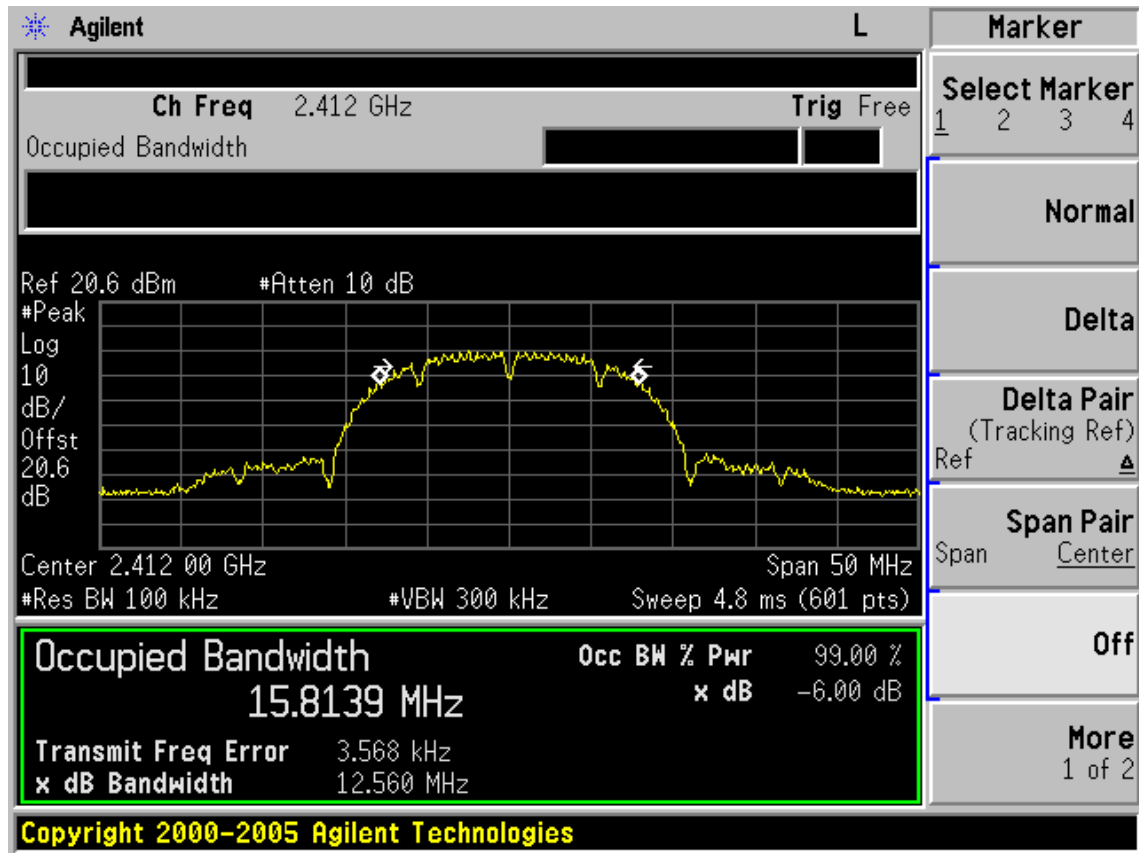 Agilent L
Marker
Ch Freq 2.412 GHz Trig Free
Occupied Bandwidth
Select Marker
1 2 3 4
Normal
Delta
Delta Pair
(Tracking Ref)
Ref Δ
Span Pair
Span Center
Off
More
1 of 2
Ref 20.6 dBm #Atten 10 dB
#Peak
Log
10
dB/
Offst
20.6
dB
Center 2.412 00 GHz Span 50 MHz
#Res BW 100 kHz #VBW 300 kHz Sweep 4.8 ms (601 pts)
Occupied Bandwidth
15.8139 MHz
Occ BW % Pwr 99.00 %
x dB -6.00 dB
Transmit Freq Error 3.568 kHz
x dB Bandwidth 12.560 MHz
Copyright 2000-2005 Agilent Technologies